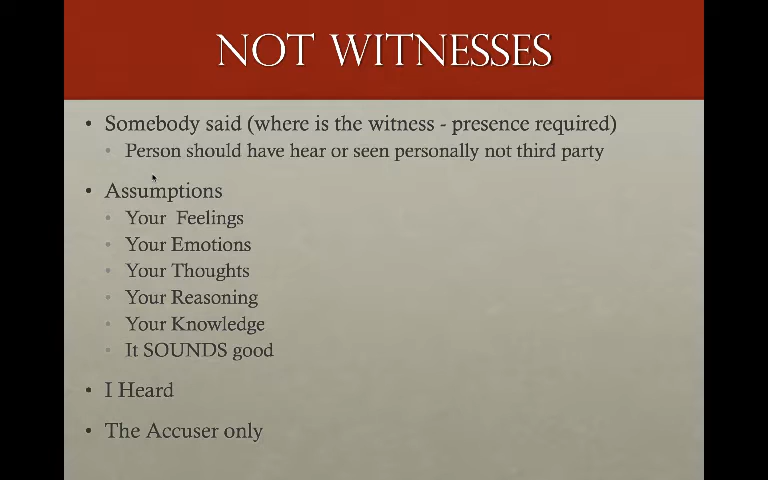 NOT WITNESSES
• Somebody said (where is the witness - presence required)
• Person should have hear or seen personally not third party
• Assumptions
• Your Feelings
• Your Emotions
• Your Thoughts
• Your Reasoning
• Your Knowledge
• It SOUNDS good
• I Heard
• The Accuser only